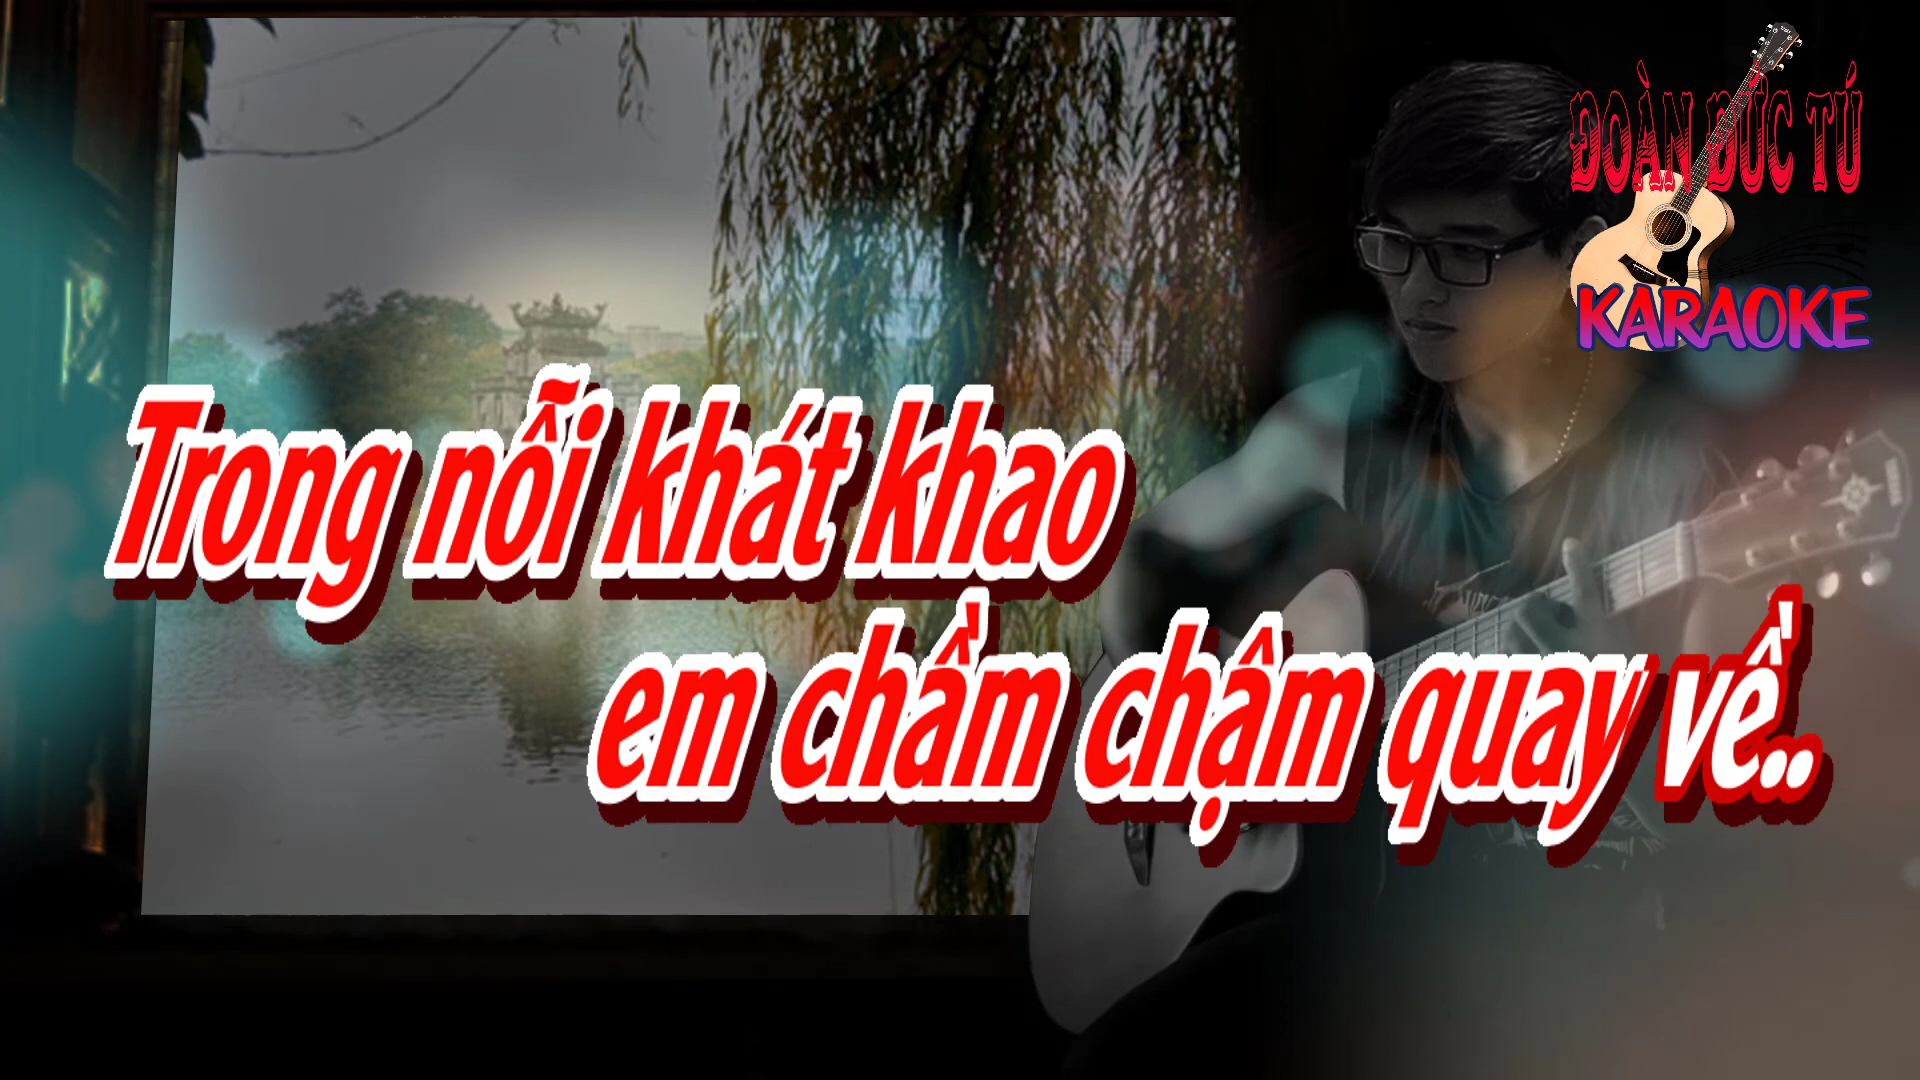 ĐOÀN ĐỨC TÚ
KARAOKE
Trong nỗi khát khao
em chầm chậm quay về..